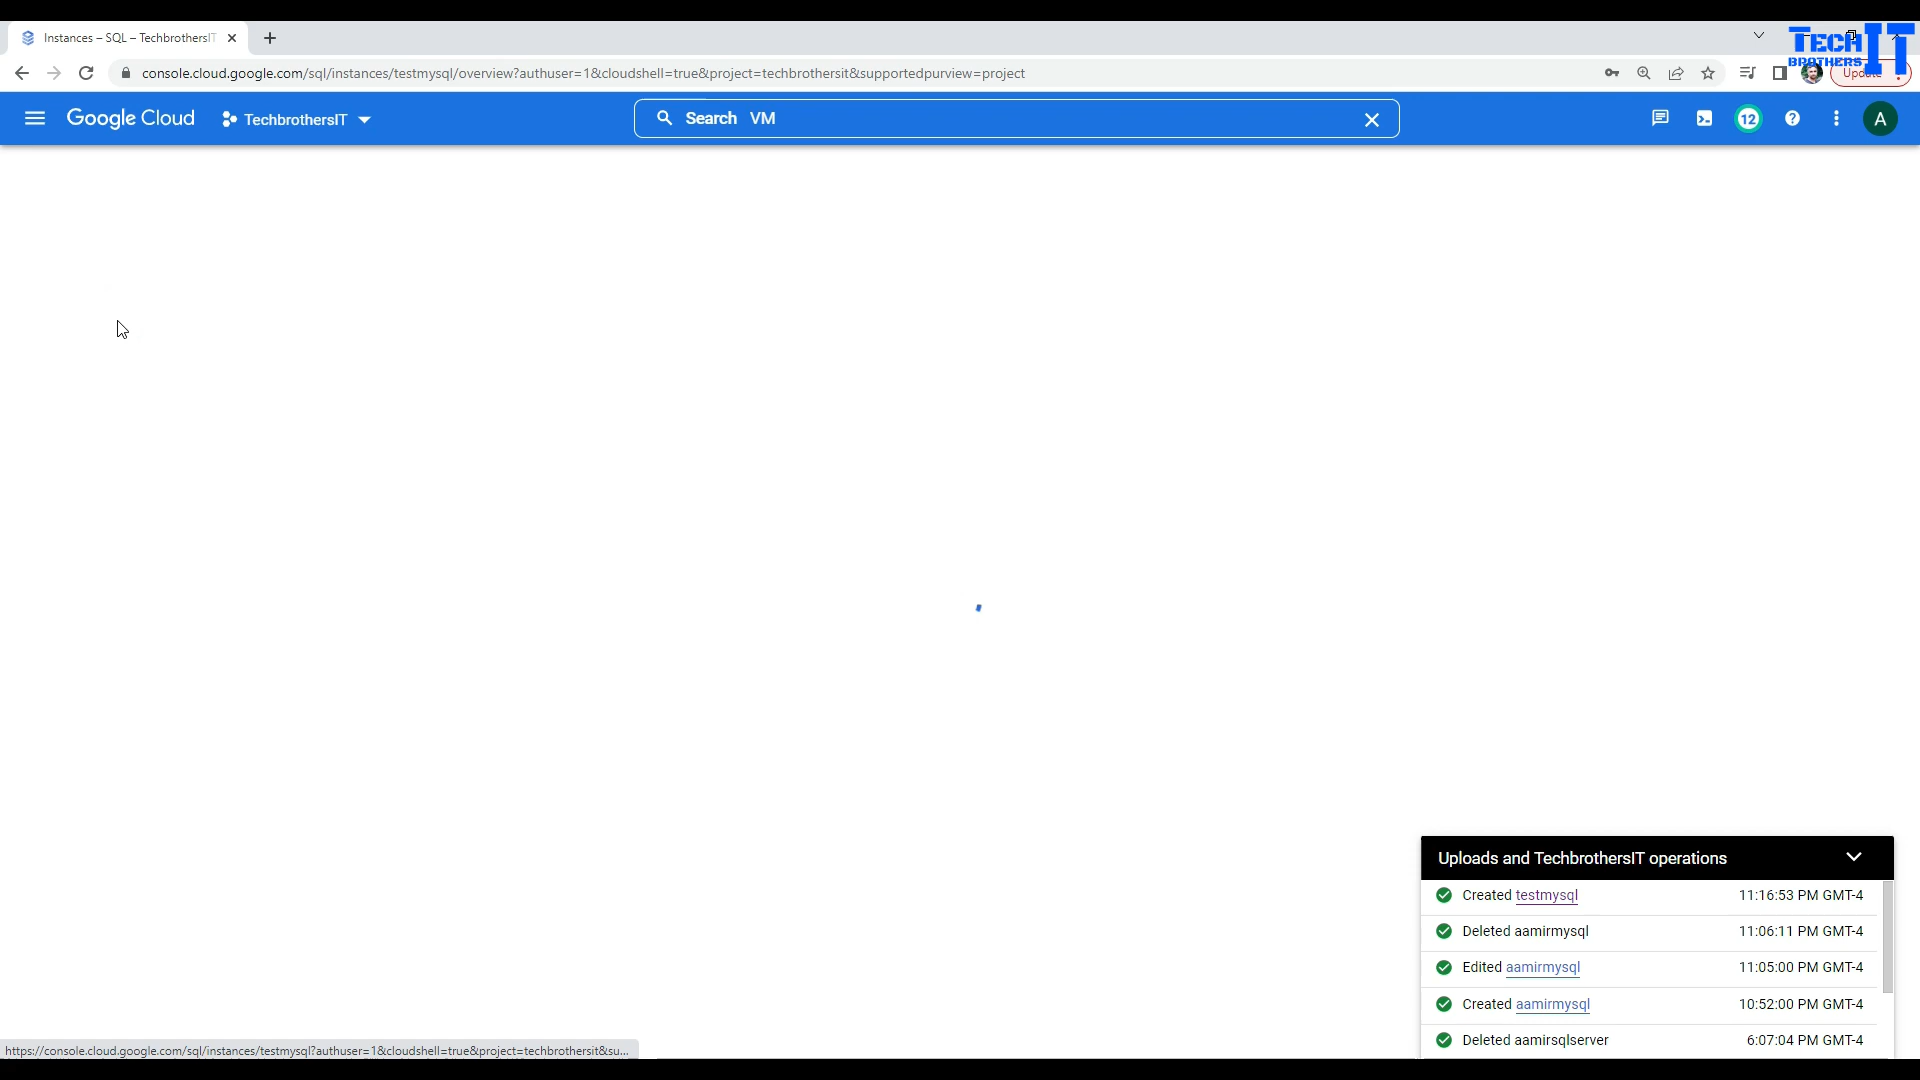 Instances – SQL – TechbrothersIT
TECH IT
BROTHERS
console.cloud.google.com/sql/instances/testmysql/overview?authuser=1&cloudshell=true&project=techbrothersit&supportedpurview=project
Update
Google Cloud
TechbrothersIT
Search VM
12
A
Uploads and TechbrothersIT operations
Created testmysql 11:16:53 PM GMT-4
Deleted aamirmysql 11:06:11 PM GMT-4
Edited aamirmysql 11:05:00 PM GMT-4
Created aamirmysql 10:52:00 PM GMT-4
Deleted aamirsqlserver 6:07:04 PM GMT-4
https://console.cloud.google.com/sql/instances/testmysql?authuser=1&cloudshell=true&project=techbrothersit&su...